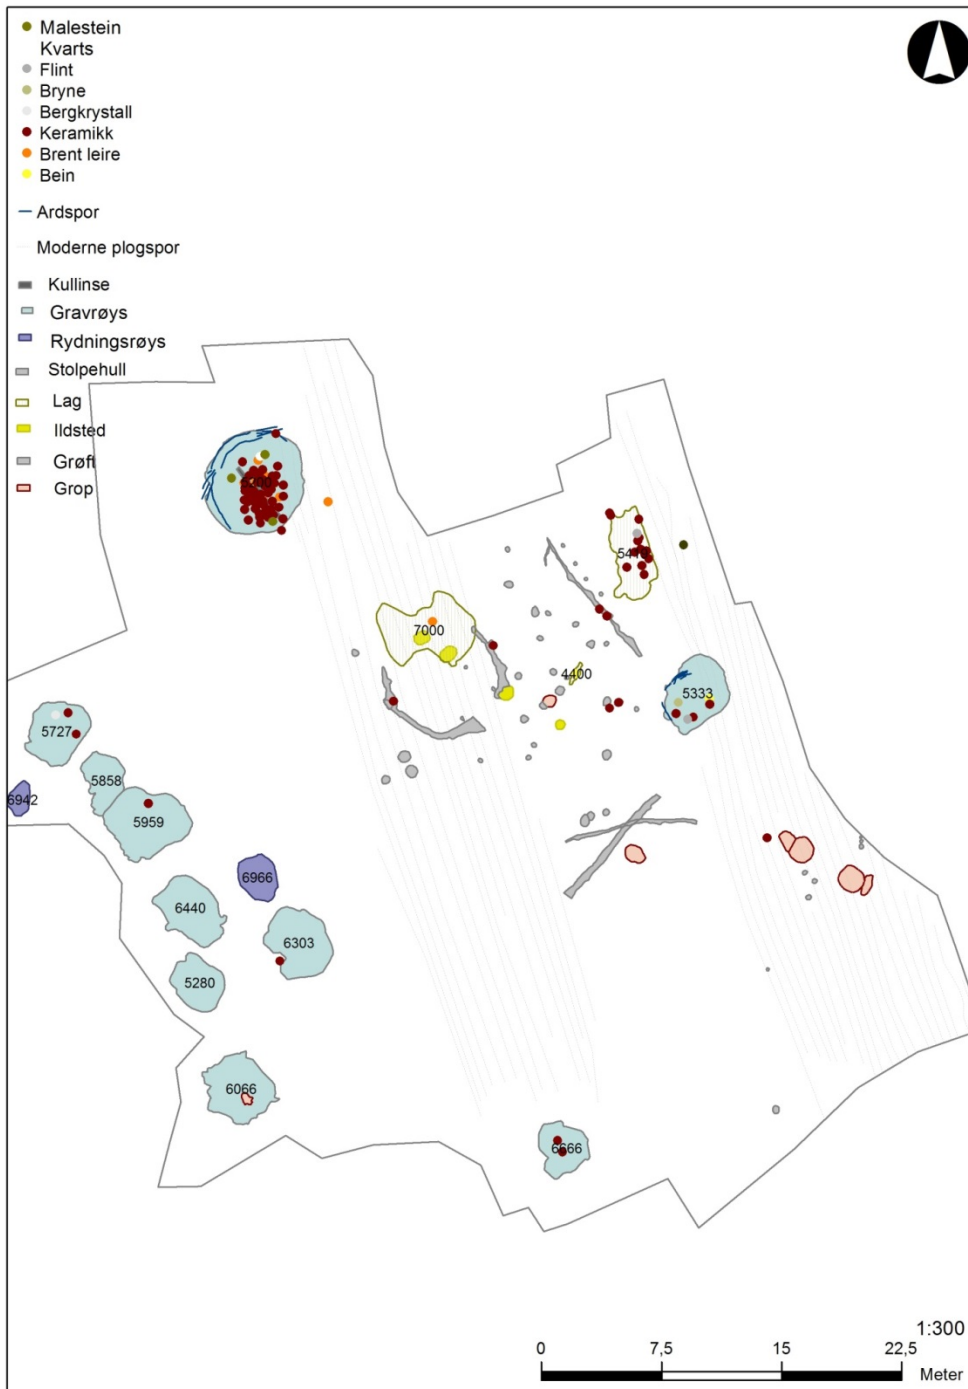 Malestein
Kvarts
Flint
Bryne
Bergkrystall
Keramikk
Brent leire
Bein
Ardspor
Moderne plogspor
Kullinse
Gravrøys
Rydningsrøys
Stolpehull
Lag
Ildsted
Grøft
Grop
7000
4400
5333
5727
5858
6942
5959
6966
6440
6303
5280
6066
6666
1:300
0 7,5 15 22,5
Meter